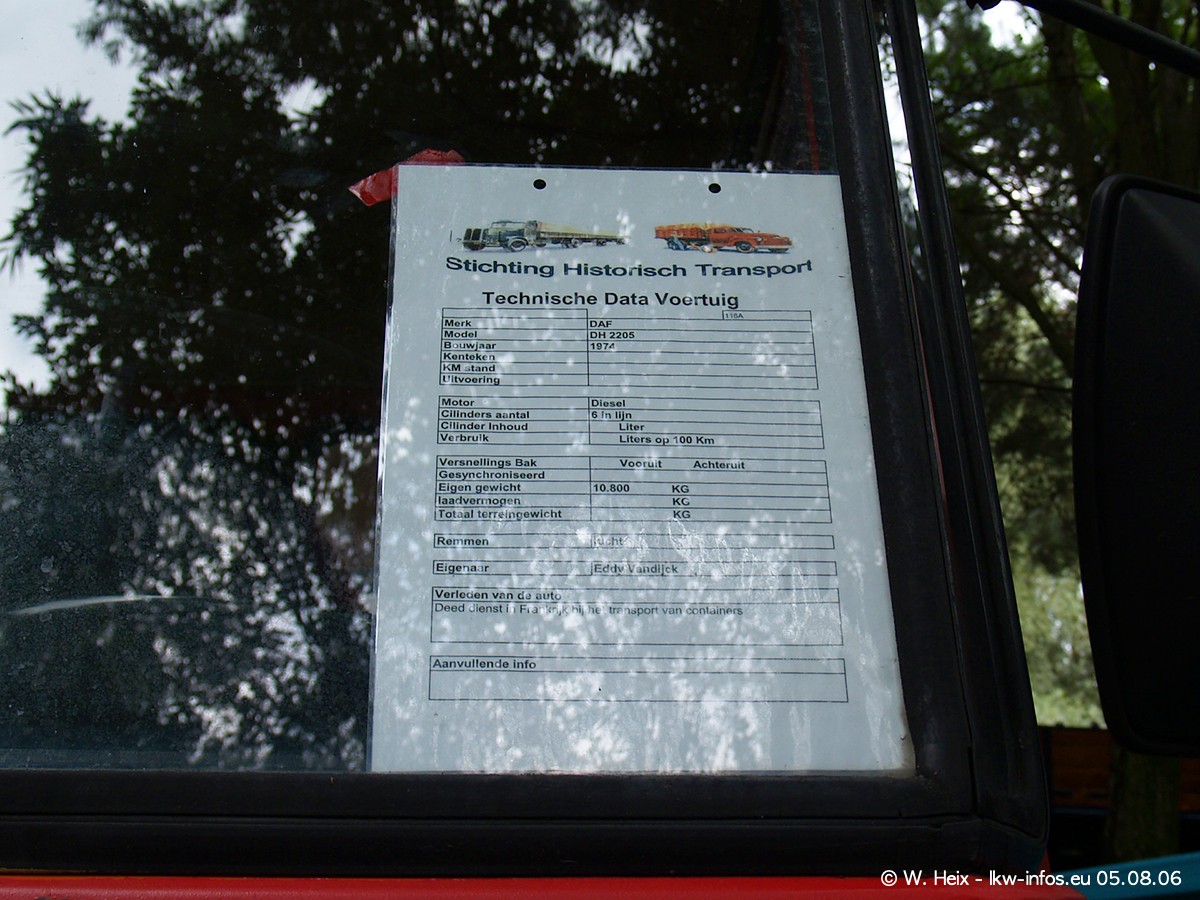 Stichting Historisch Transport
Technische Data Voertuig
Merk DAF
Model DH 2205
Bouwjaar 1974
Kenteken
KM stand
Uitvoering
Motor Diesel
Cilinders aantal 6 in lijn
Cilinder Inhoud Liter
Verbruik Liters op 100 Km
Versnellings Bak Vooruit Achteruit
Gesynchroniseerd
Eigen gewicht 10.800 KG
laadvermogen KG
Totaal terreingewicht KG
Remmen
Eigenaar Eddy Vandijck
Verleden van de auto
Deed dienst in Frankrijk bij het transport van containers
Aanvullende info
© W. Heix - lkw-infos.eu 05.08.06